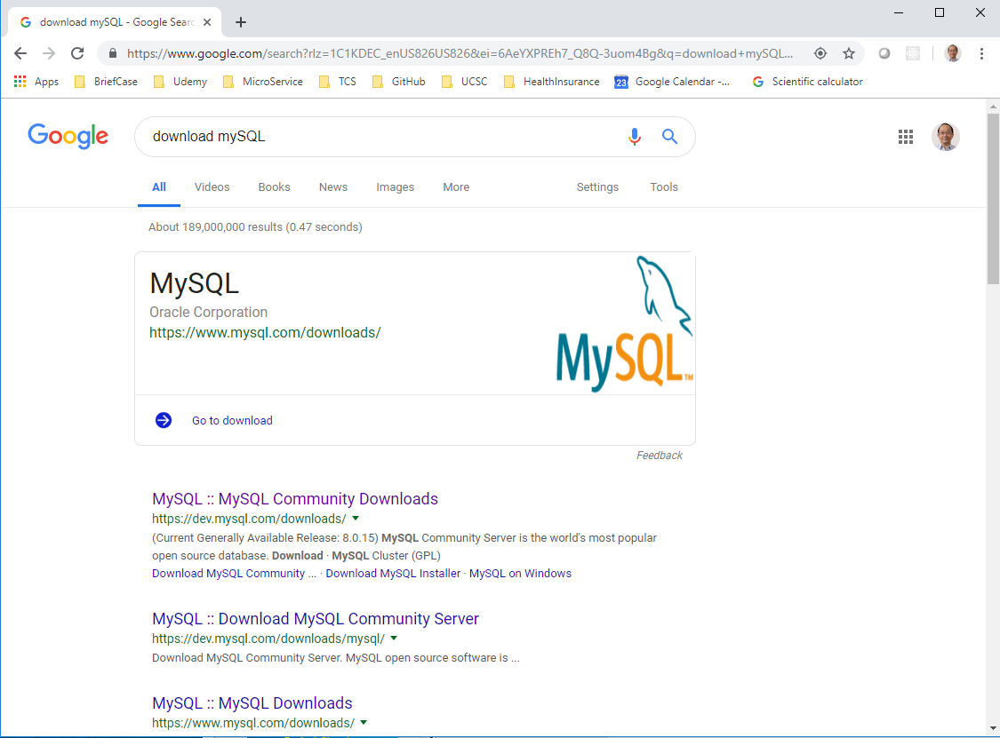 download mySQL - Google Searc
https://www.google.com/search?rlz=1C1KDEC_enUS826US826&ei=6AeYXPREh7_Q8Q-3uom4Bg&q=download+mySQL...
Apps BriefCase Udemy MicroService TCS GitHub UCSC HealthInsurance 23 Google Calendar -... Scientific calculator
Google download mySQL
All Videos Books News Images More Settings Tools
About 189,000,000 results (0.47 seconds)
MySQL
Oracle Corporation
https://www.mysql.com/downloads/
MySQL™
Go to download
Feedback
MySQL :: MySQL Community Downloads
https://dev.mysql.com/downloads/
(Current Generally Available Release: 8.0.15) MySQL Community Server is the world's most popular
open source database. Download · MySQL Cluster (GPL)
Download MySQL Community ... · Download MySQL Installer · MySQL on Windows
MySQL :: Download MySQL Community Server
https://dev.mysql.com/downloads/mysql/
Download MySQL Community Server. MySQL open source software is ...
MySQL :: MySQL Downloads
https://www.mysql.com/downloads/